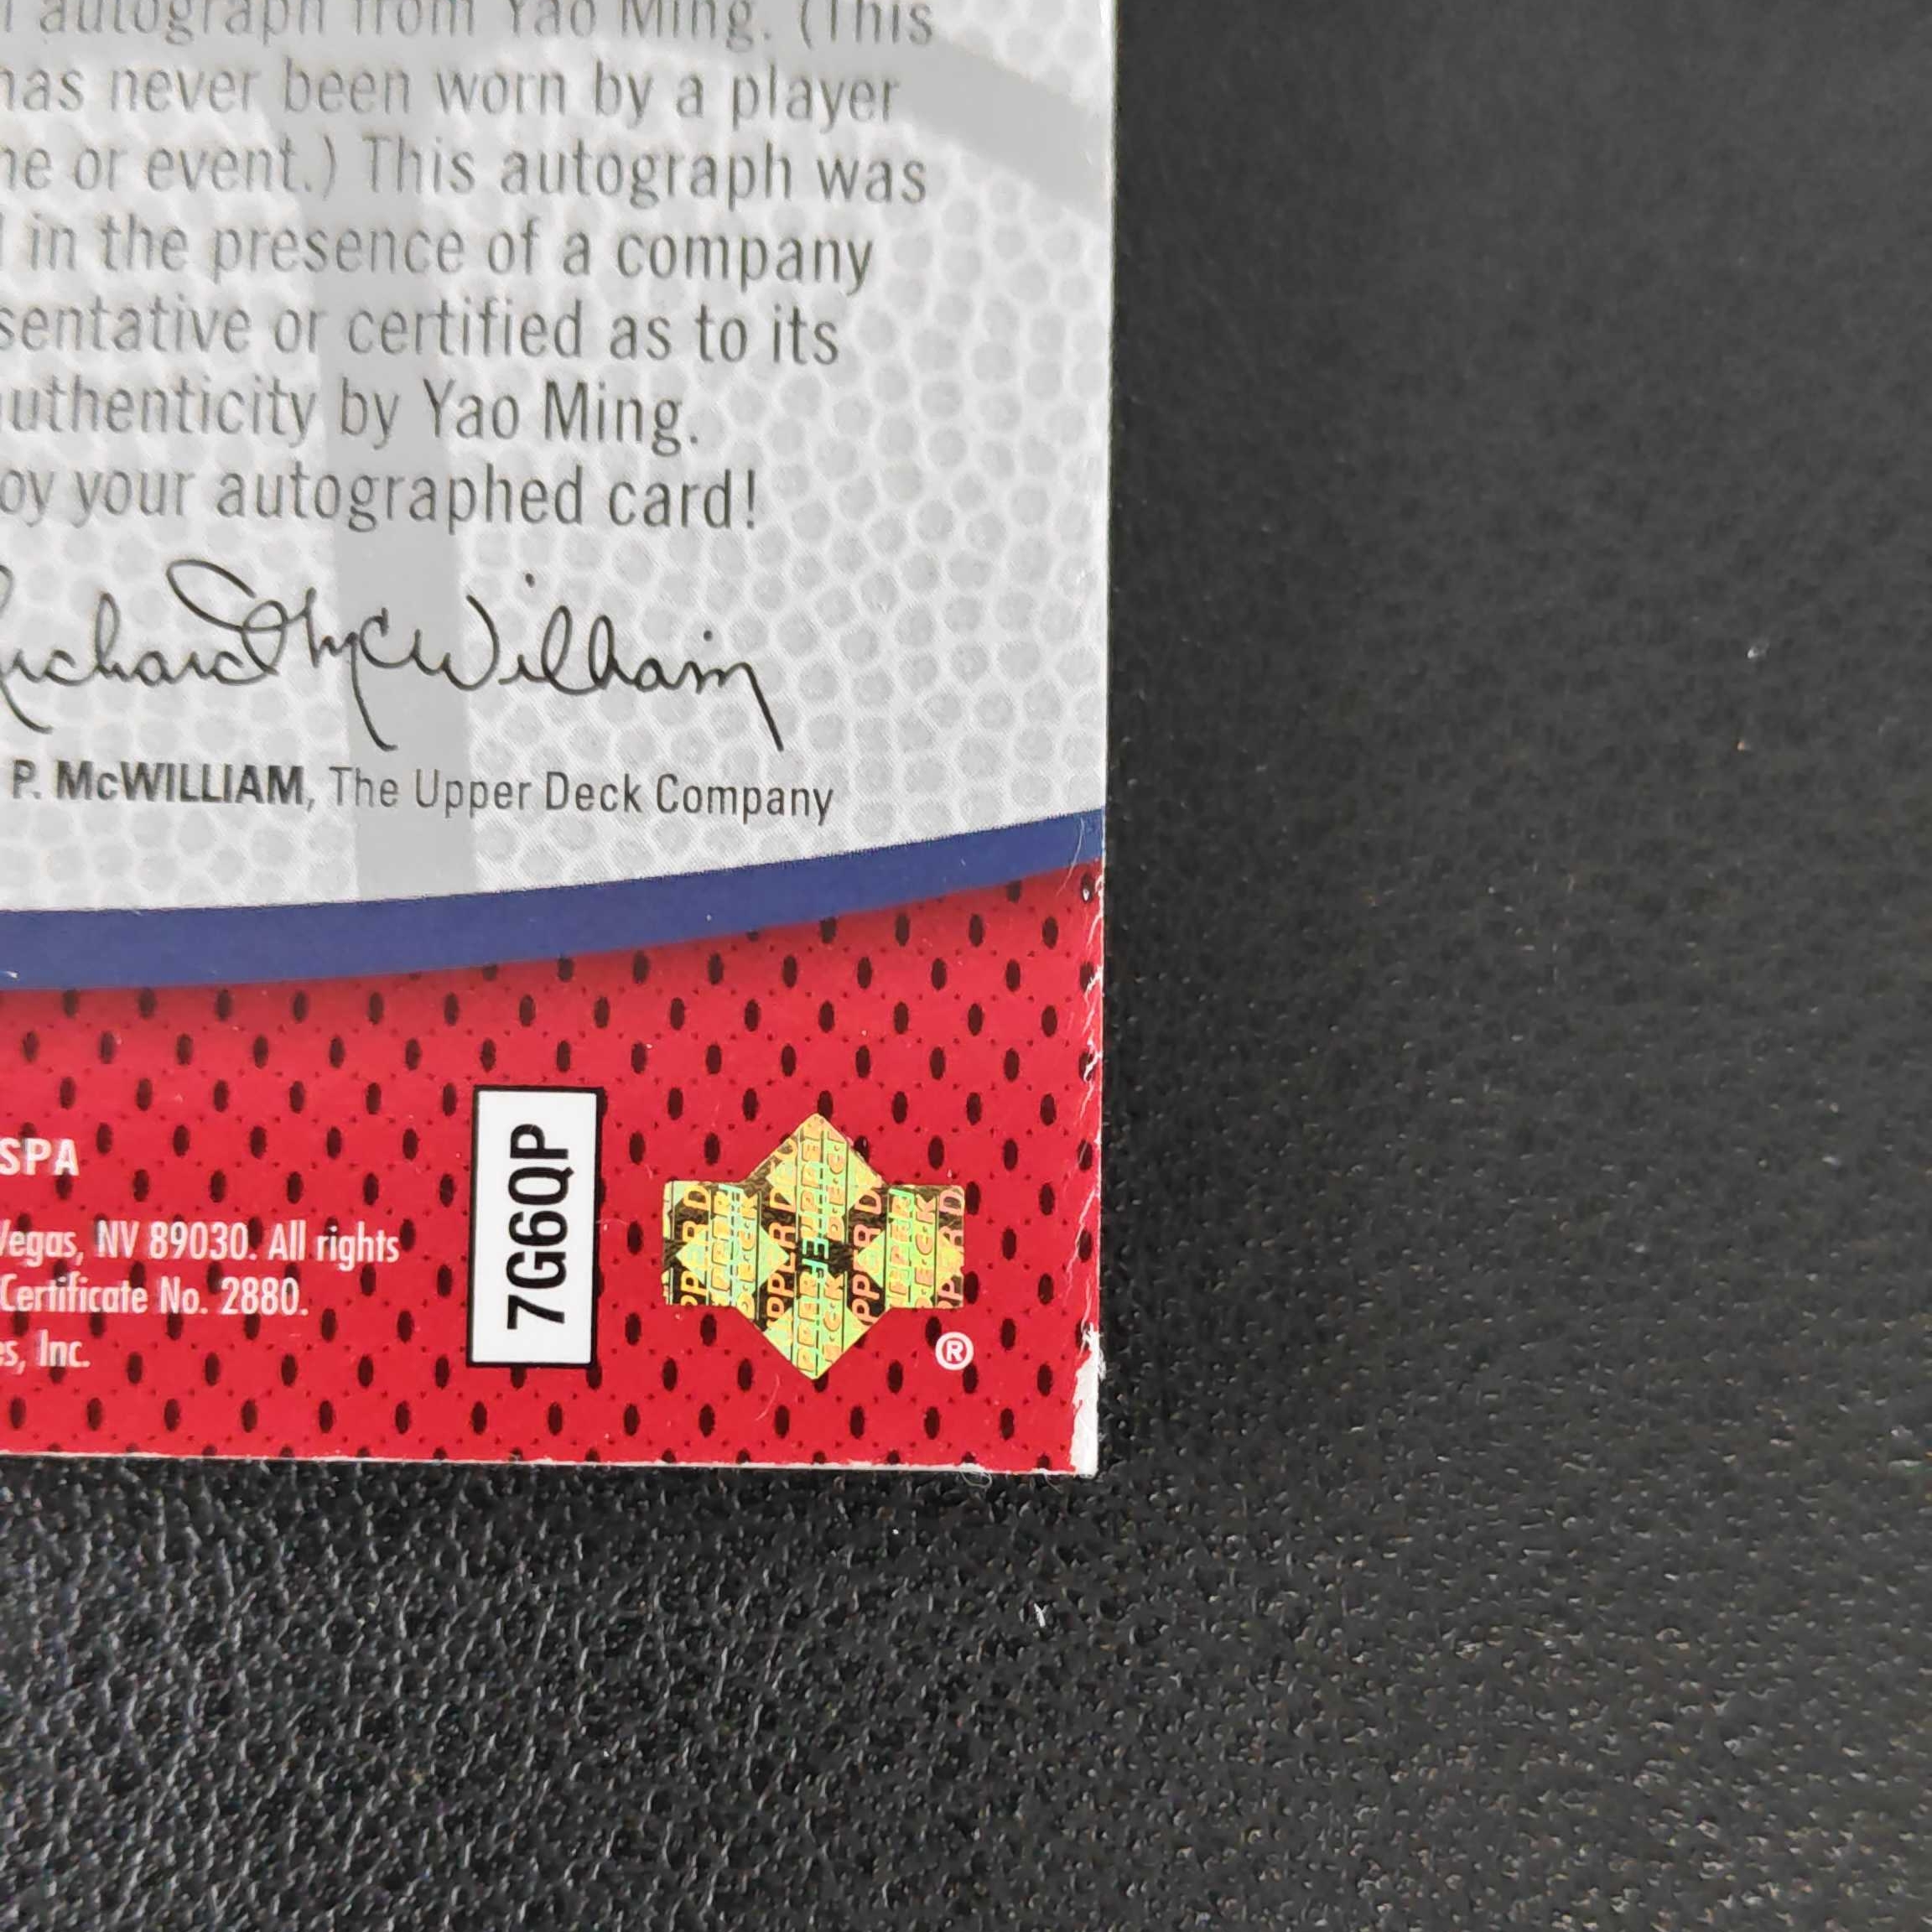 autograph from Yao Ming. (This
has never been worn by a player
or event.) This autograph was
in the presence of a company
sentative or certified as to its
uthenticity by Yao Ming.
oy your autographed card!
Richard McWilliam
P. McWILLIAM, The Upper Deck Company
SPA
7G6QP
Vegas, NV 89030. All rights
Certificate No. 2880.
s, Inc.
®